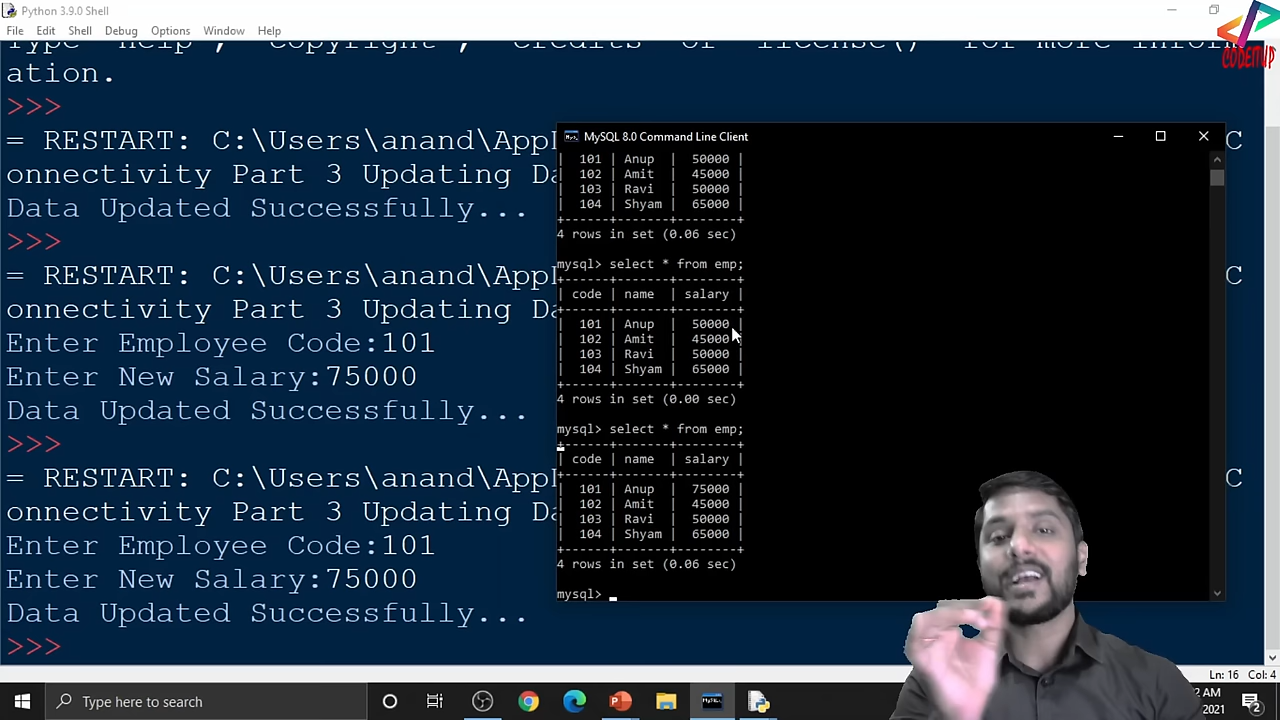 Python 3.9.0 Shell
File Edit Shell Debug Options Window Help
CODEMUP
ation.
>>>
= RESTART: C:\Users\anand\App
onnectivity Part 3 Updating Da
Data Updated Successfully...
>>>
= RESTART: C:\Users\anand\App
onnectivity Part 3 Updating Da
Enter Employee Code:101
Enter New Salary:75000
Data Updated Successfully...
>>>
= RESTART: C:\Users\anand\App
onnectivity Part 3 Updating Da
Enter Employee Code:101
Enter New Salary:75000
Data Updated Successfully...
>>>
MySQL 8.0 Command Line Client
| 101 | Anup | 50000 |
| 102 | Amit | 45000 |
| 103 | Ravi | 50000 |
| 104 | Shyam | 65000 |
+------+-------+--------+
4 rows in set (0.06 sec)
mysql> select * from emp;
+------+-------+--------+
| code | name | salary |
+------+-------+--------+
| 101 | Anup | 50000 |
| 102 | Amit | 45000 |
| 103 | Ravi | 50000 |
| 104 | Shyam | 65000 |
+------+-------+--------+
4 rows in set (0.00 sec)
mysql> select * from emp;
+------+-------+--------+
| code | name | salary |
+------+-------+--------+
| 101 | Anup | 75000 |
| 102 | Amit | 45000 |
| 103 | Ravi | 50000 |
| 104 | Shyam | 65000 |
+------+-------+--------+
4 rows in set (0.06 sec)
mysql>
Ln: 16 Col: 4
Type here to search
2 AM
2021
2